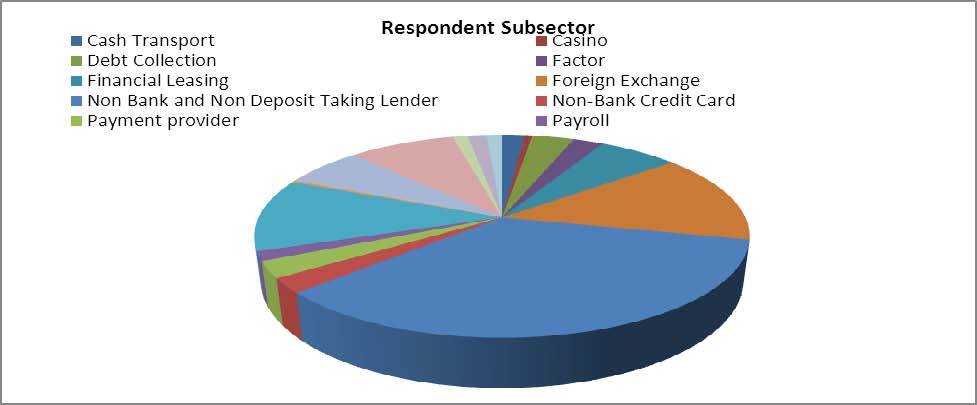 Respondent Subsector
Cash Transport Casino
Debt Collection Factor
Financial Leasing Foreign Exchange
Non Bank and Non Deposit Taking Lender Non-Bank Credit Card
Payment provider Payroll